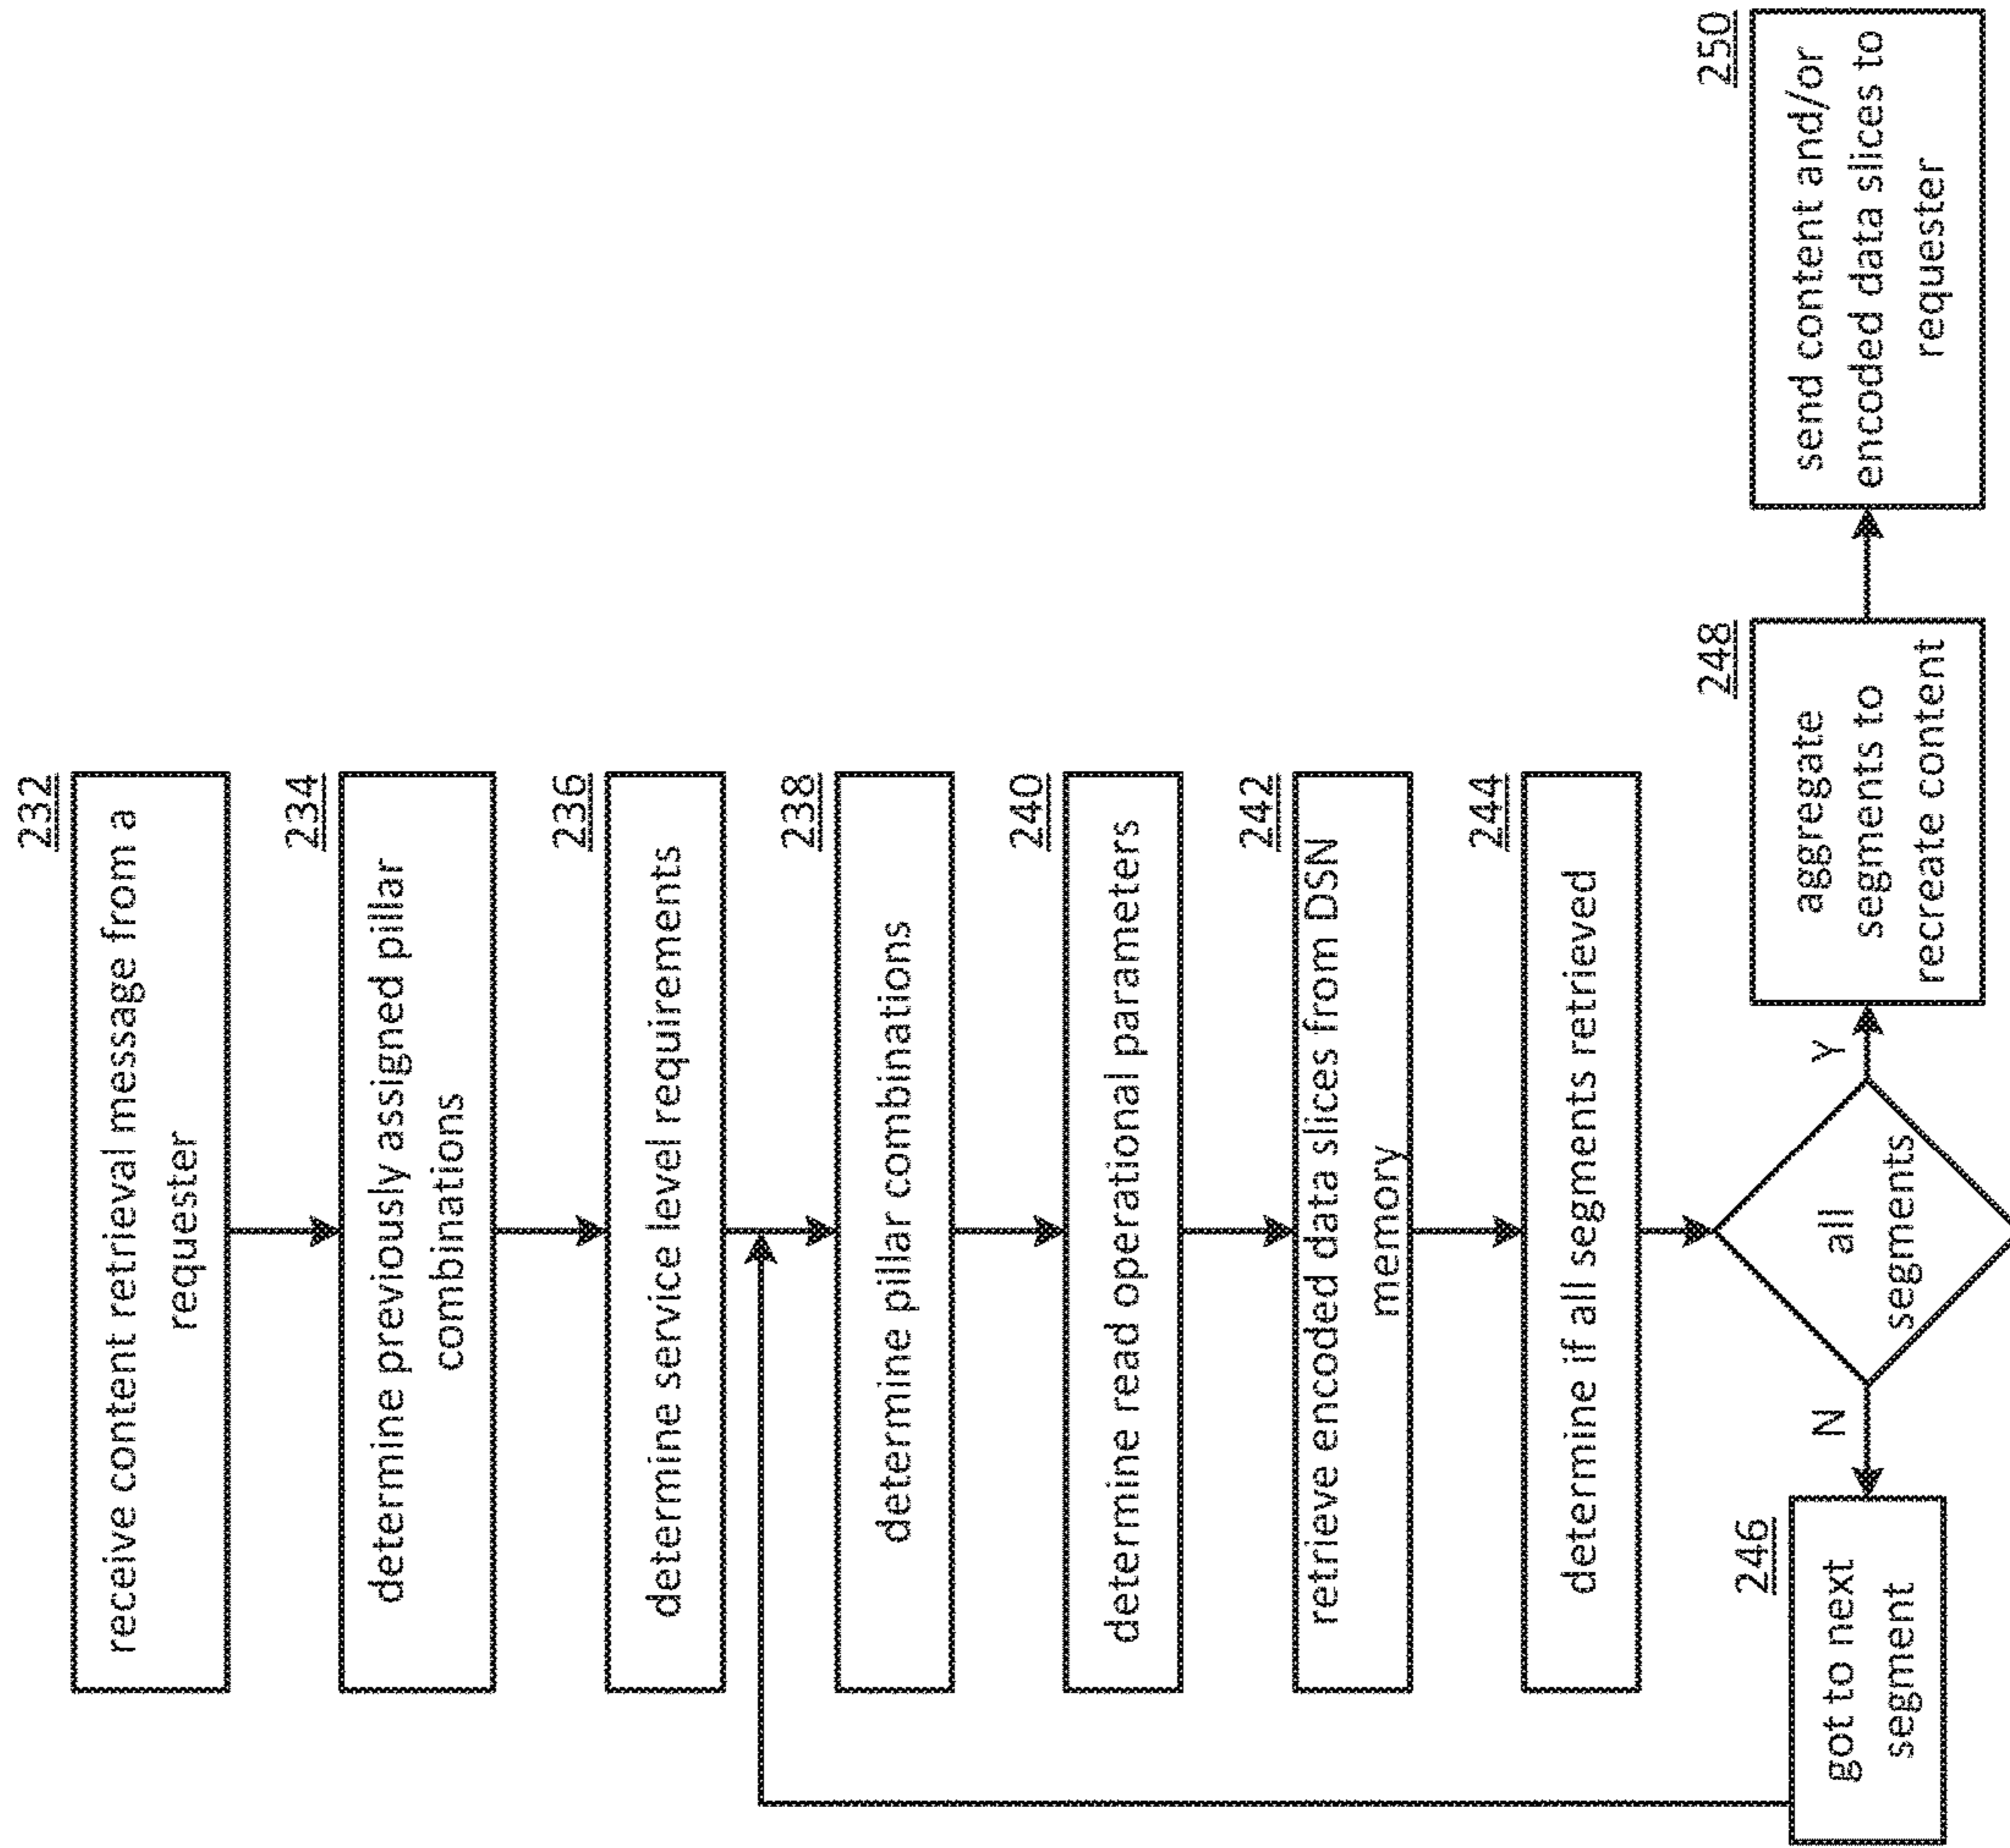 232
receive content retrieval message from a
requester
234
determine previously assigned pillar
combinations
236
determine service level requirements
238
determine pillar combinations
240
determine read operational parameters
242
retrieve encoded data slices from DSN
memory
244
determine if all segments retrieved
all
segments
N
Y
246
got to next
segment
248
aggregate
segments to
recreate content
250
send content and/or
encoded data slices to
requester